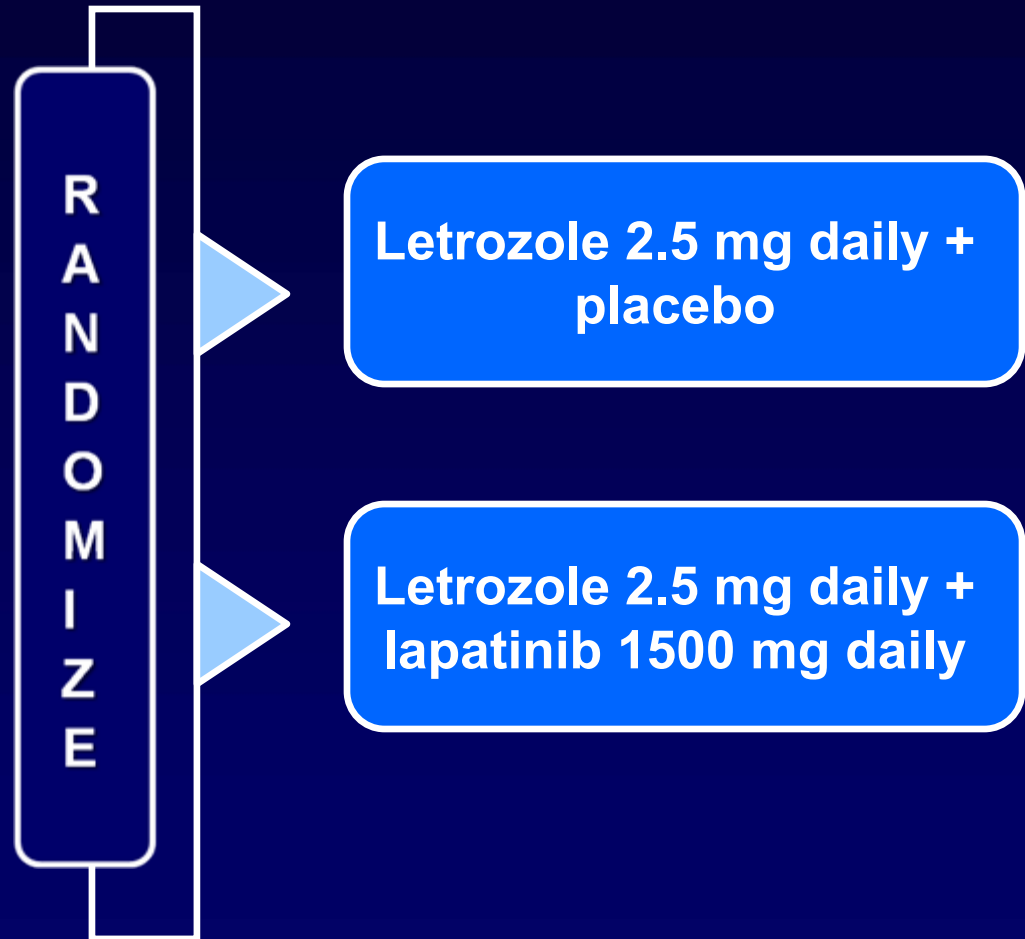 R
A
N
D
O
M
I
Z
E
Letrozole 2.5 mg daily +
placebo
Letrozole 2.5 mg daily +
lapatinib 1500 mg daily